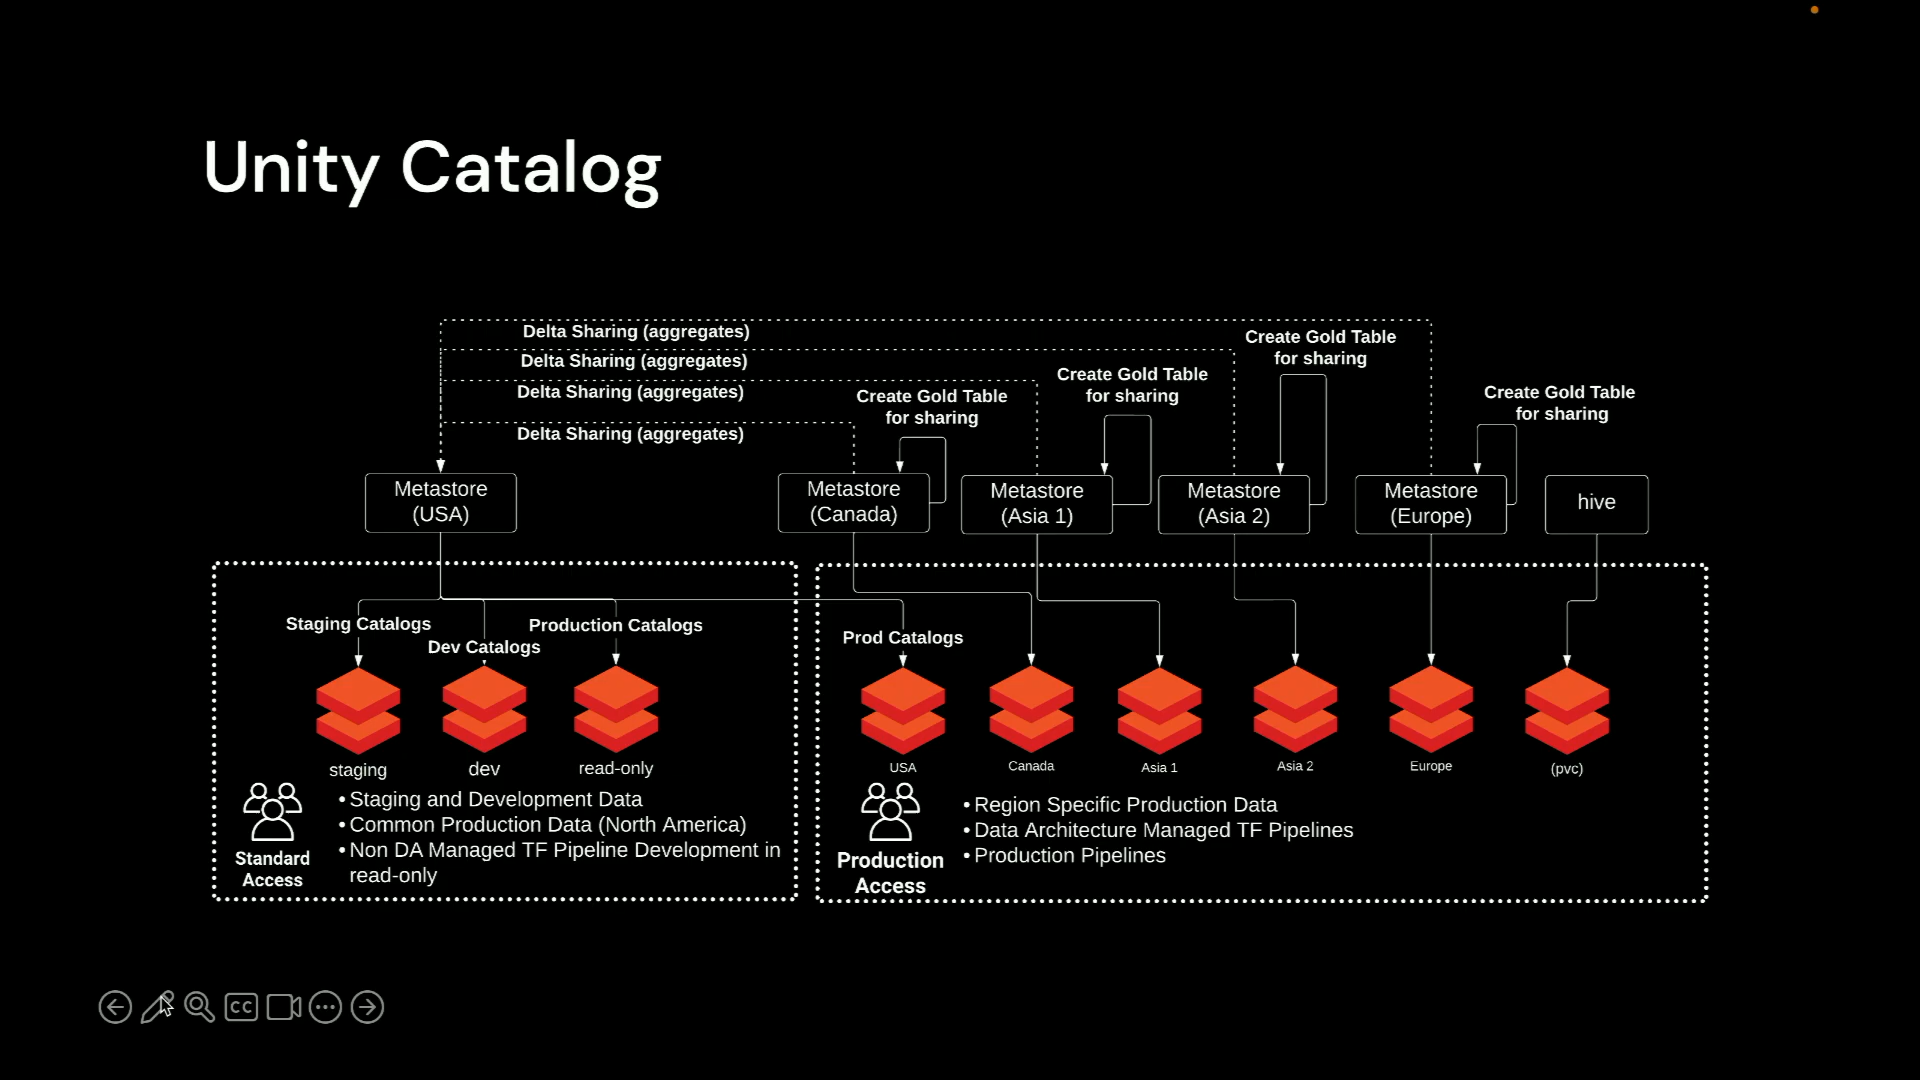 Unity Catalog
Delta Sharing (aggregates)
Delta Sharing (aggregates)
Delta Sharing (aggregates)
Delta Sharing (aggregates)
Create Gold Table
for sharing
Create Gold Table
for sharing
Create Gold Table
for sharing
Create Gold Table
for sharing
Metastore
(USA)
Metastore
(Canada)
Metastore
(Asia 1)
Metastore
(Asia 2)
Metastore
(Europe)
hive
Staging Catalogs
Dev Catalogs
Production Catalogs
Prod Catalogs
staging
dev
read-only
USA
Canada
Asia 1
Asia 2
Europe
(pvc)
Standard
Access
• Staging and Development Data
• Common Production Data (North America)
• Non DA Managed TF Pipeline Development in
read-only
Production
Access
• Region Specific Production Data
• Data Architecture Managed TF Pipelines
• Production Pipelines
CC